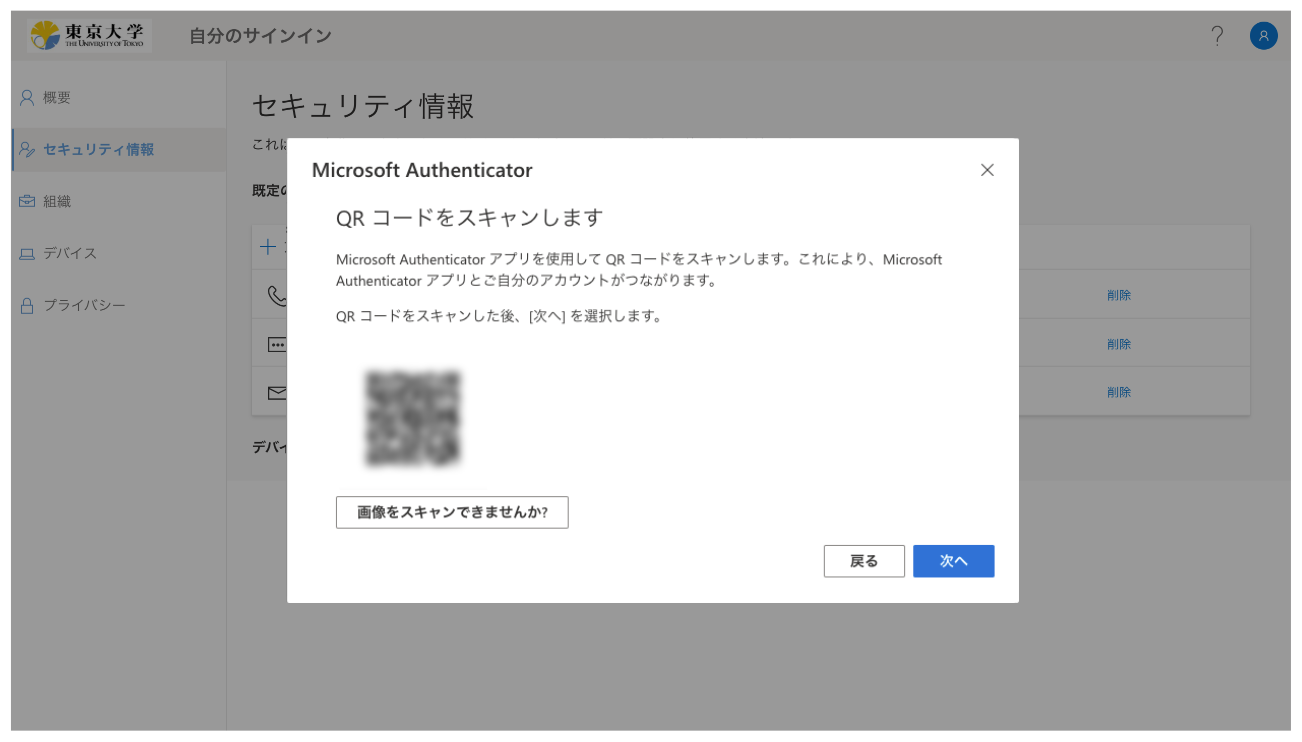 東京大学
THE UNIVERSITY OF TOKYO
自分のサインイン
?
概要
セキュリティ情報
組織
デバイス
プライバシー
セキュリティ情報
これは
既定の
Microsoft Authenticator
QR コードをスキャンします
Microsoft Authenticator アプリを使用して QR コードをスキャンします。これにより、Microsoft
Authenticator アプリとご自分のアカウントがつながります。
QR コードをスキャンした後、[次へ] を選択します。
画像をスキャンできませんか?
戻る
次へ
削除
削除
削除
デバイ